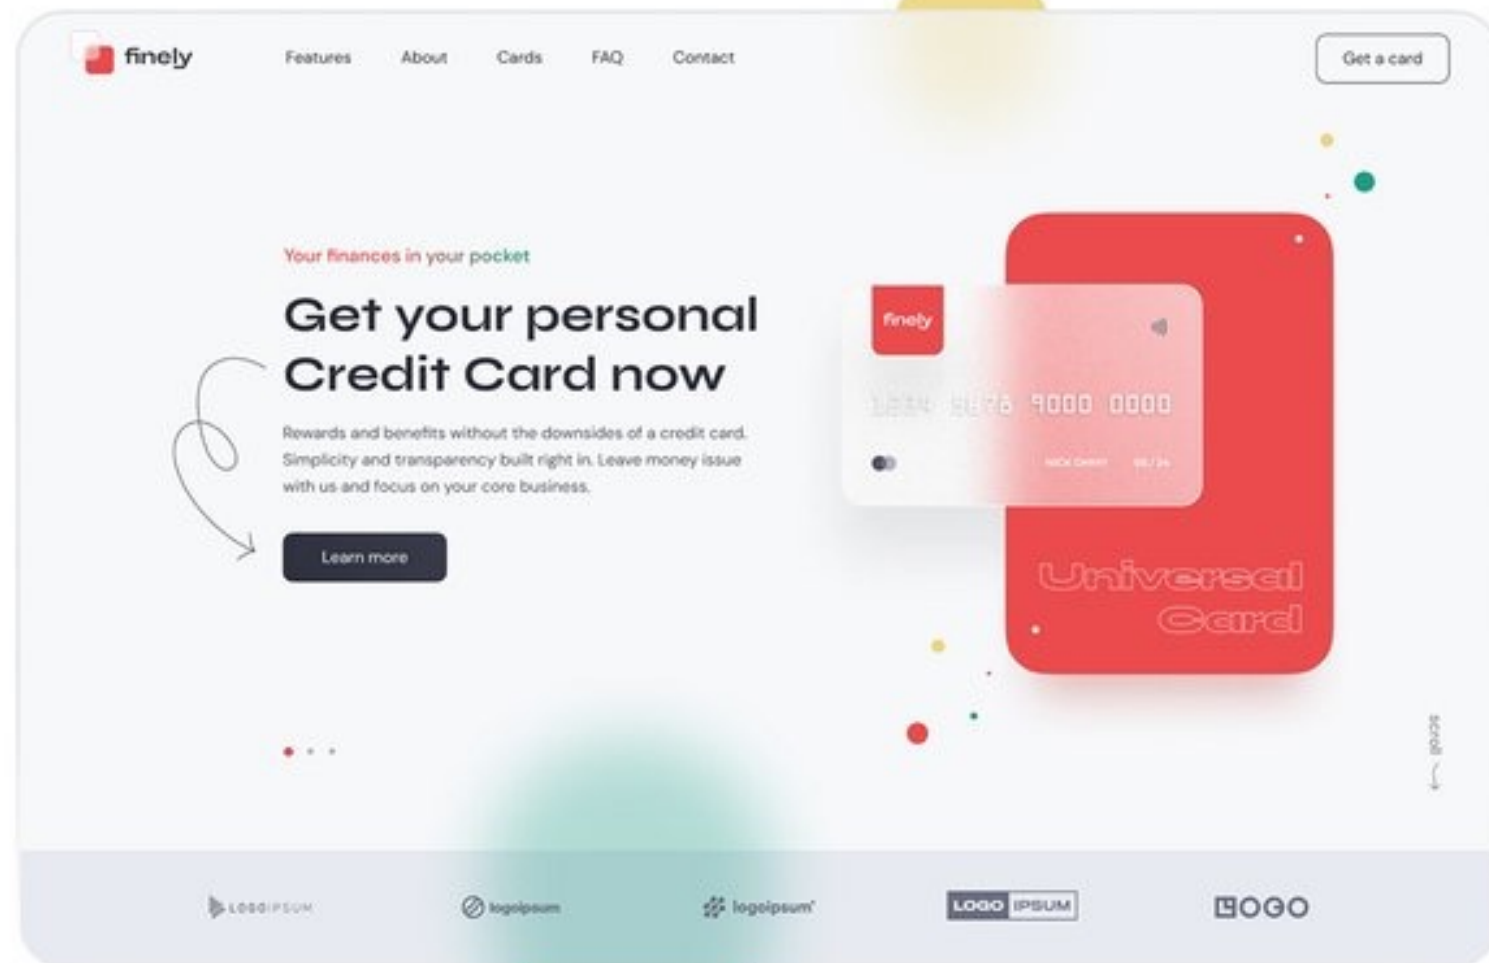 finely
Features
About
Cards
FAQ
Contact
Get a card
Your finances in your pocket
Get your personal
Credit Card now
Rewards and benefits without the downsides of a credit card.
Simplicity and transparency built right in. Leave money issue
with us and focus on your core business.
Learn more
finely
1234 9876 9000 0000
Universal
Card
scroll
LOGOIPSUM
logoipsum
logoipsum
LOGO IPSUM
LOGO